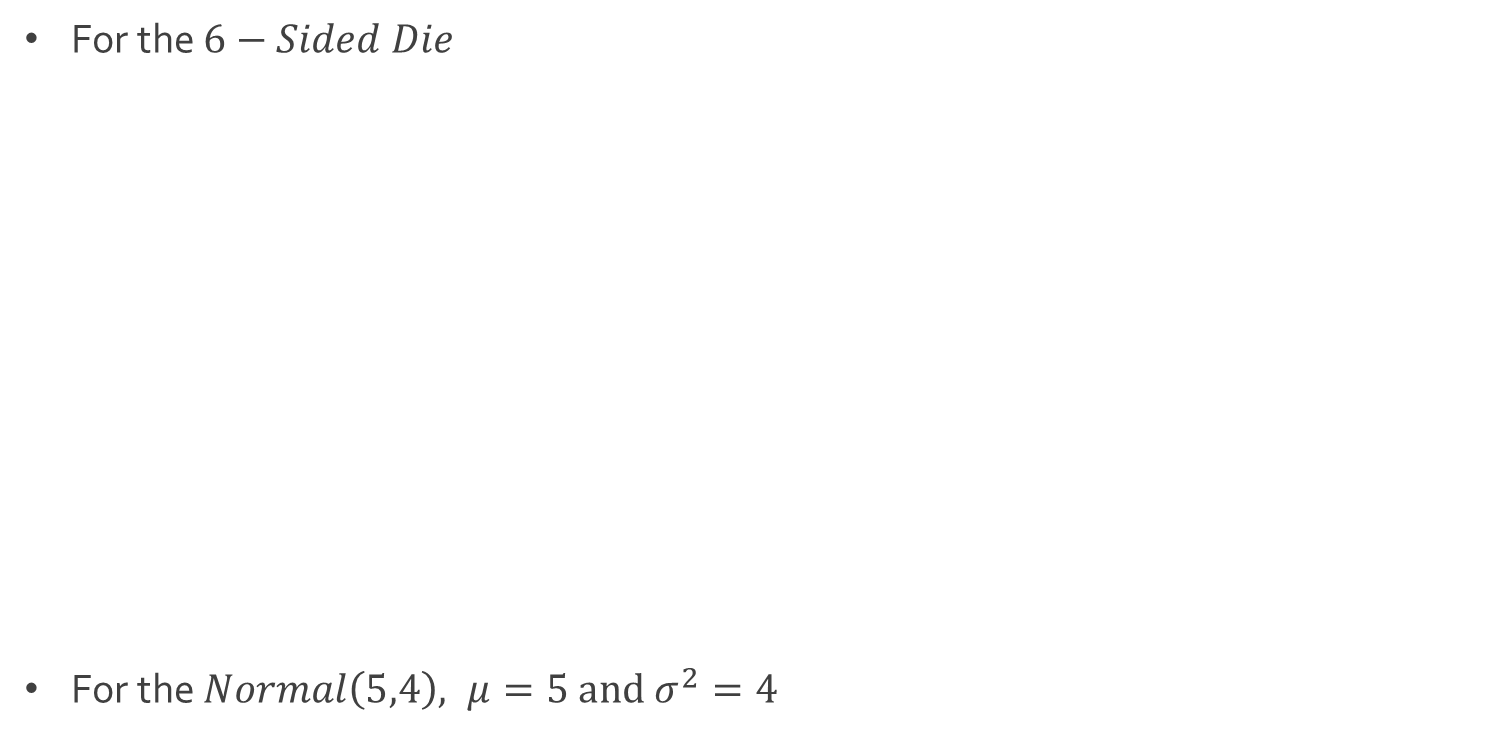 • For the 6 − Sided Die
• For the Normal(5,4), μ = 5 and σ² = 4